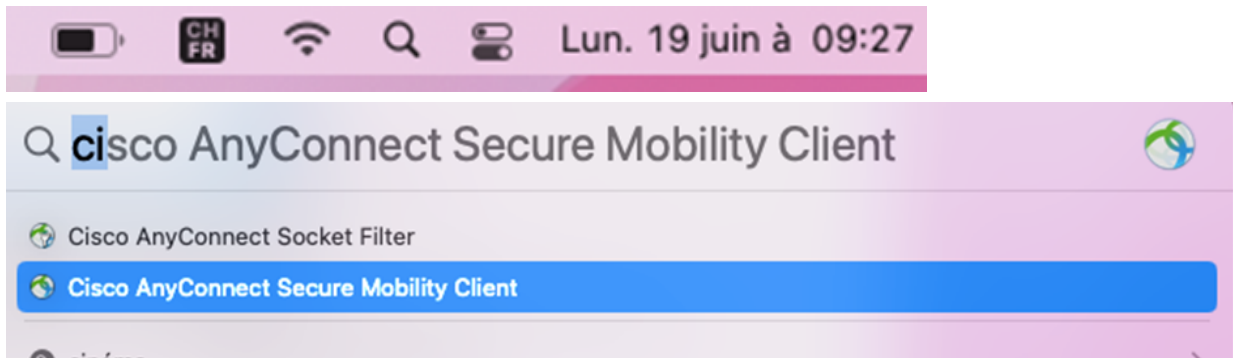 CH
FR
Lun. 19 juin à 09:27
cisco AnyConnect Secure Mobility Client
Cisco AnyConnect Socket Filter
Cisco AnyConnect Secure Mobility Client